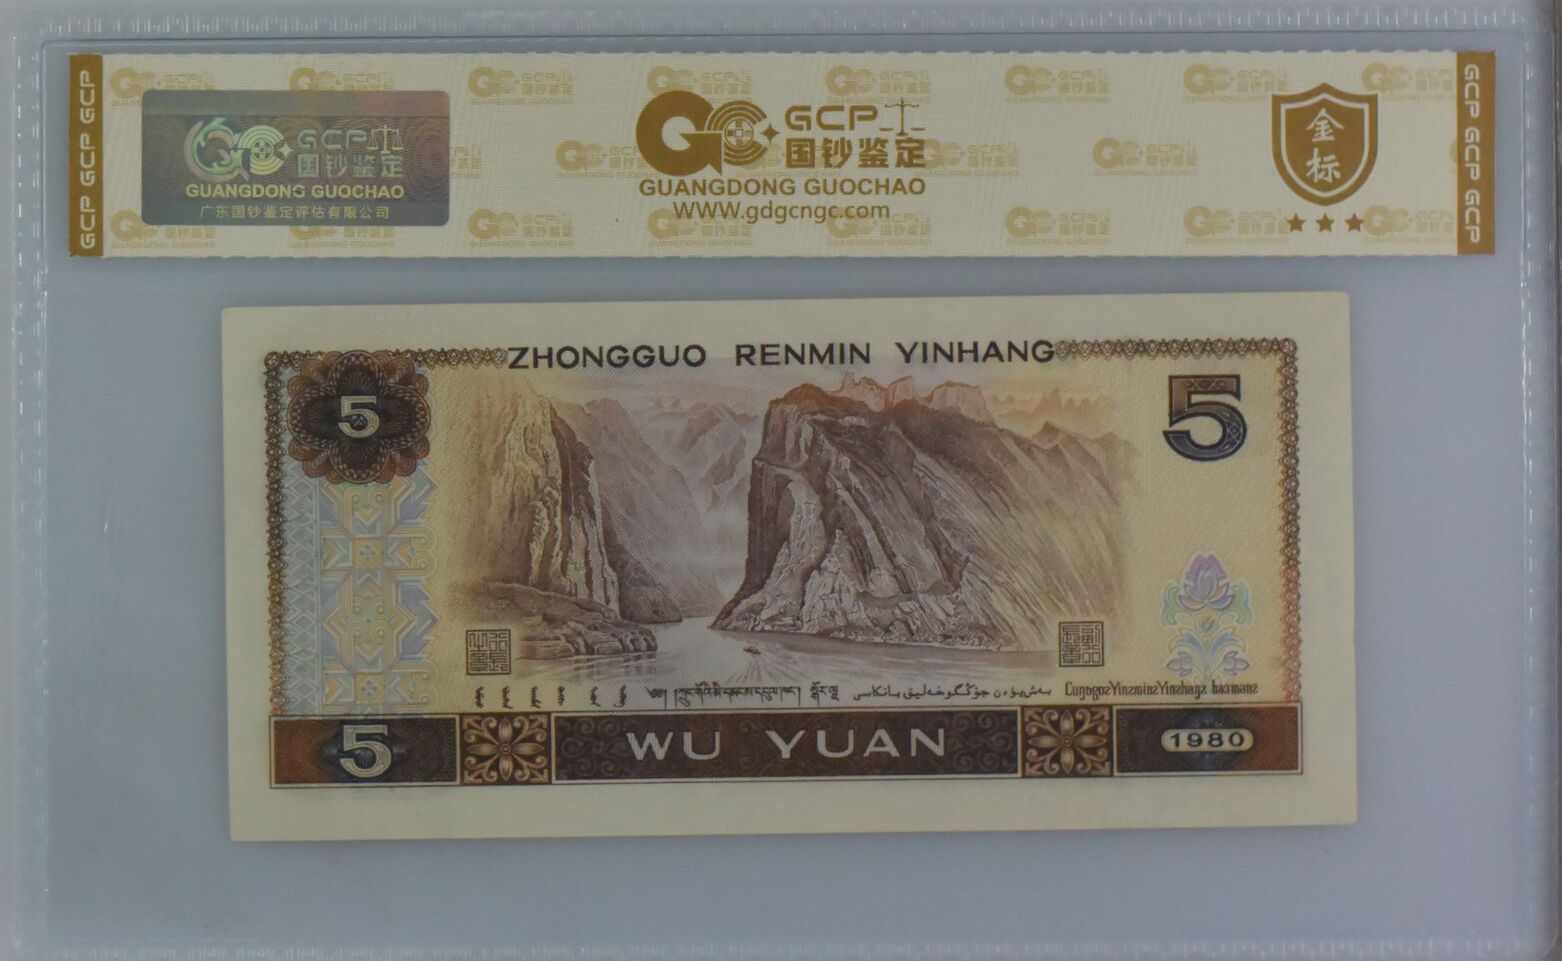 GCP GCP GCP
GCP
国钞鉴定
GUANGDONG GUOCHAO
广东国钞鉴定评估有限公司
GCP
国钞鉴定
GUANGDONG GUOCHAO
WWW.gdgcngc.com
金标
GCP GCP GCP
ZHONGGUO RENMIN YINHANG
5
5
5
WU YUAN
1980